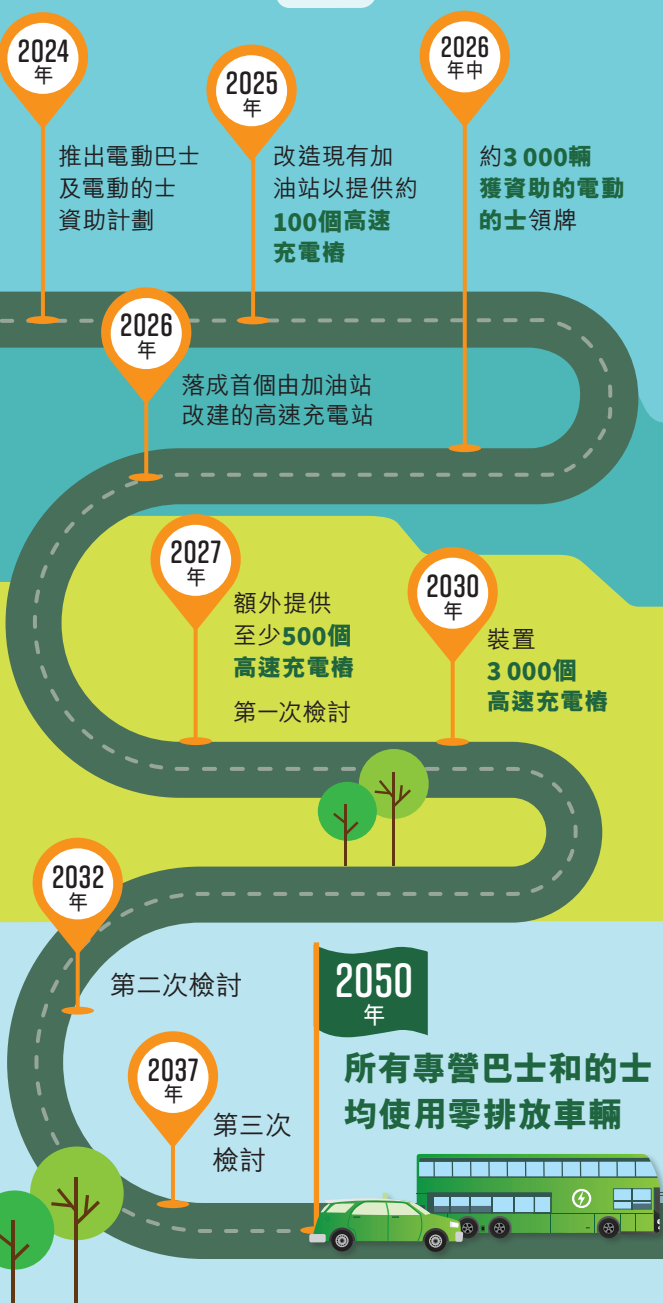 2024
年
推出電動巴士
及電動的士
資助計劃
2025
年
改造現有加
油站以提供約
100個高速
充電樁
2026
年中
約3 000輛
獲資助的電動
的士領牌
2026
年
落成首個由加油站
改建的高速充電站
2027
年
額外提供
至少500個
高速充電樁
第一次檢討
2030
年
裝置
3 000個
高速充電樁
2032
年
第二次檢討
2037
年
第三次
檢討
2050
年
所有專營巴士和的士
均使用零排放車輛